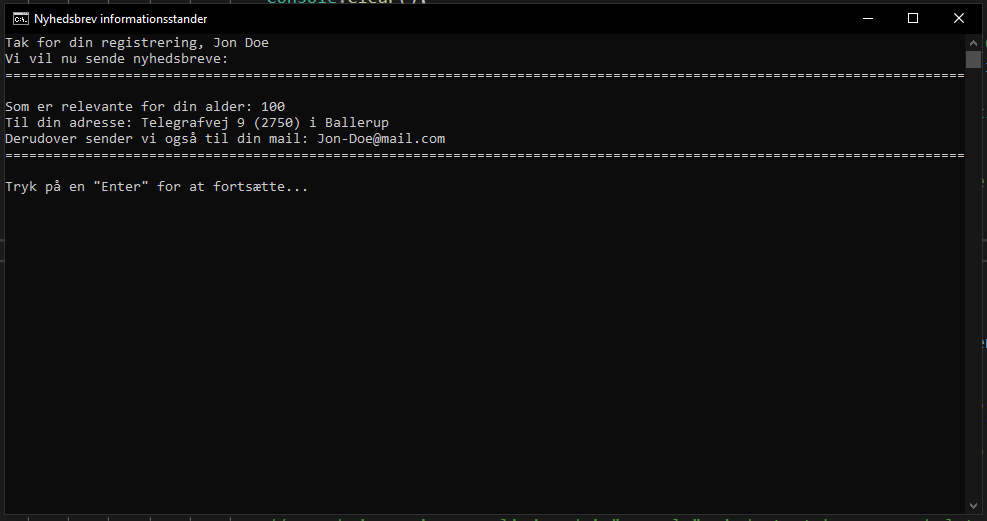 Console.Clear();
Nyhedsbrev informationsstander
Tak for din registrering, Jon Doe
Vi vil nu sende nyhedsbreve:
========================================================================================================================
Som er relevante for din alder: 100
Til din adresse: Telegrafvej 9 (2750) i Ballerup
Derudover sender vi også til din mail: Jon-Doe@mail.com
========================================================================================================================
Tryk på en "Enter" for at fortsætte...